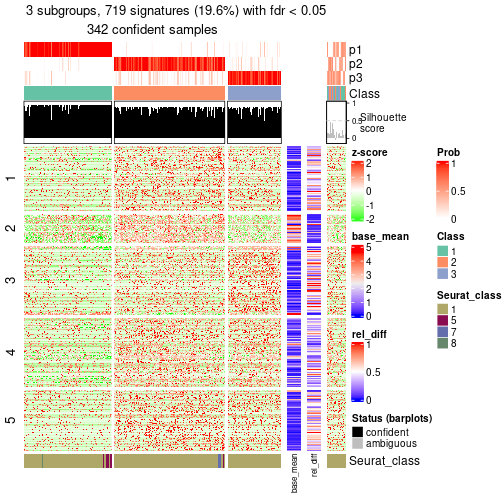 3 subgroups, 719 signatures (19.6%) with fdr < 0.05
342 confident samples
p1
p2
p3
Class
1
0.5
0
Silhouette
score
1
2
3
4
5
z-score
2
1
0
-1
-2
Prob
1
0.5
0
base_mean
5
4
3
2
1
0
Class
1
2
3
Seurat_class
1
5
7
8
rel_diff
1
0.5
0
Status (barplots)
confident
ambiguous
Seurat_class
base_mean
rel_diff